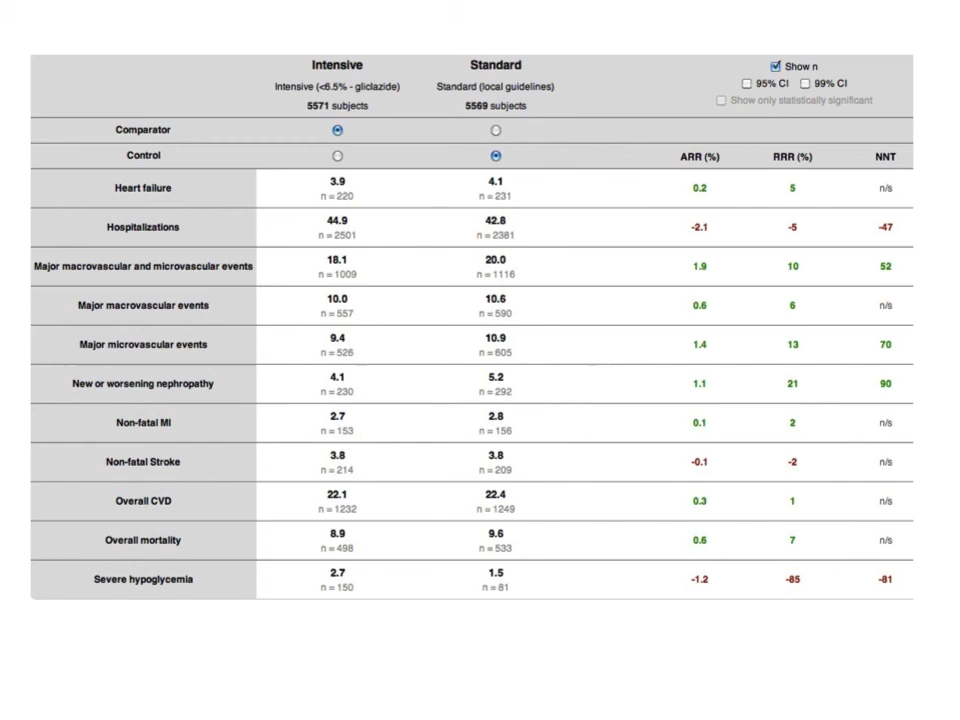 Intensive Standard
Intensive (<6.5% - gliclazide) Standard (local guidelines)
5571 subjects 5569 subjects
Show n
95% CI 99% CI
Show only statistically significant
Comparator
Control ARR (%) RRR (%) NNT
Heart failure 3.9 4.1 0.2 5 n/s
n = 220 n = 231
Hospitalizations 44.9 42.8 -2.1 -5 -47
n = 2501 n = 2381
Major macrovascular and microvascular events 18.1 20.0 1.9 10 52
n = 1009 n = 1116
Major macrovascular events 10.0 10.6 0.6 6 n/s
n = 557 n = 590
Major microvascular events 9.4 10.9 1.4 13 70
n = 526 n = 605
New or worsening nephropathy 4.1 5.2 1.1 21 90
n = 230 n = 292
Non-fatal MI 2.7 2.8 0.1 2 n/s
n = 153 n = 156
Non-fatal Stroke 3.8 3.8 -0.1 -2 n/s
n = 214 n = 209
Overall CVD 22.1 22.4 0.3 1 n/s
n = 1232 n = 1249
Overall mortality 8.9 9.6 0.6 7 n/s
n = 498 n = 533
Severe hypoglycemia 2.7 1.5 -1.2 -85 -81
n = 150 n = 81